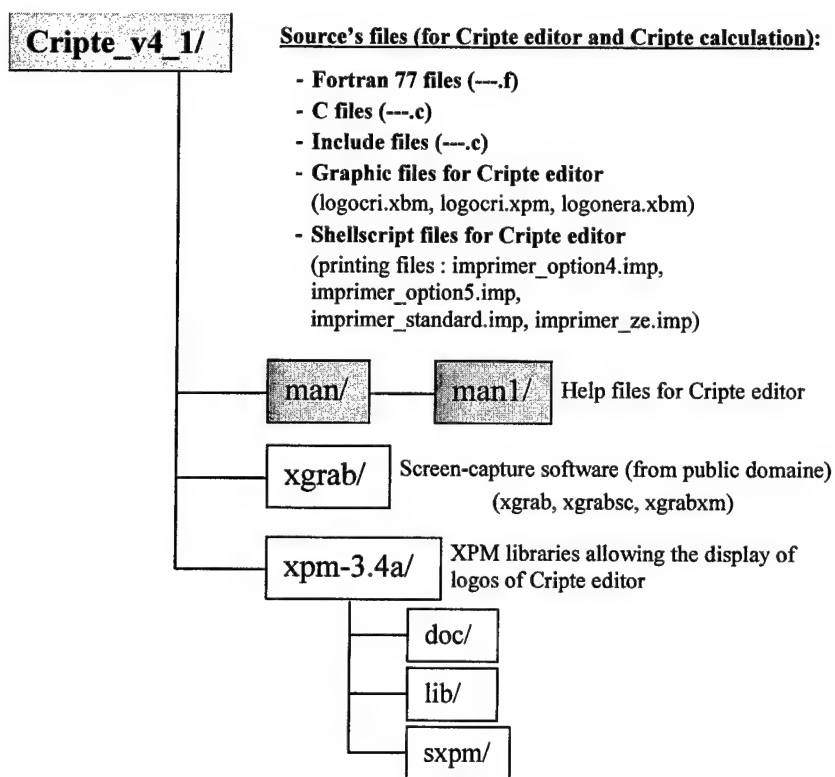 Cripte_v4_1/
Source's files (for Cripte editor and Cripte calculation):
- Fortran 77 files (---.f)
- C files (---.c)
- Include files (---.c)
- Graphic files for Cripte editor
(logocri.xbm, logocri.xpm, logonera.xbm)
- Shellscript files for Cripte editor
(printing files : imprimer_option4.imp,
imprimer_option5.imp,
imprimer_standard.imp, imprimer_ze.imp)
man/
man1/
Help files for Cripte editor
xgrab/
Screen-capture software (from public domaine)
(xgrab, xgrabsc, xgrabxm)
xpm-3.4a/
XPM libraries allowing the display of
logos of Cripte editor
doc/
lib/
sxpm/